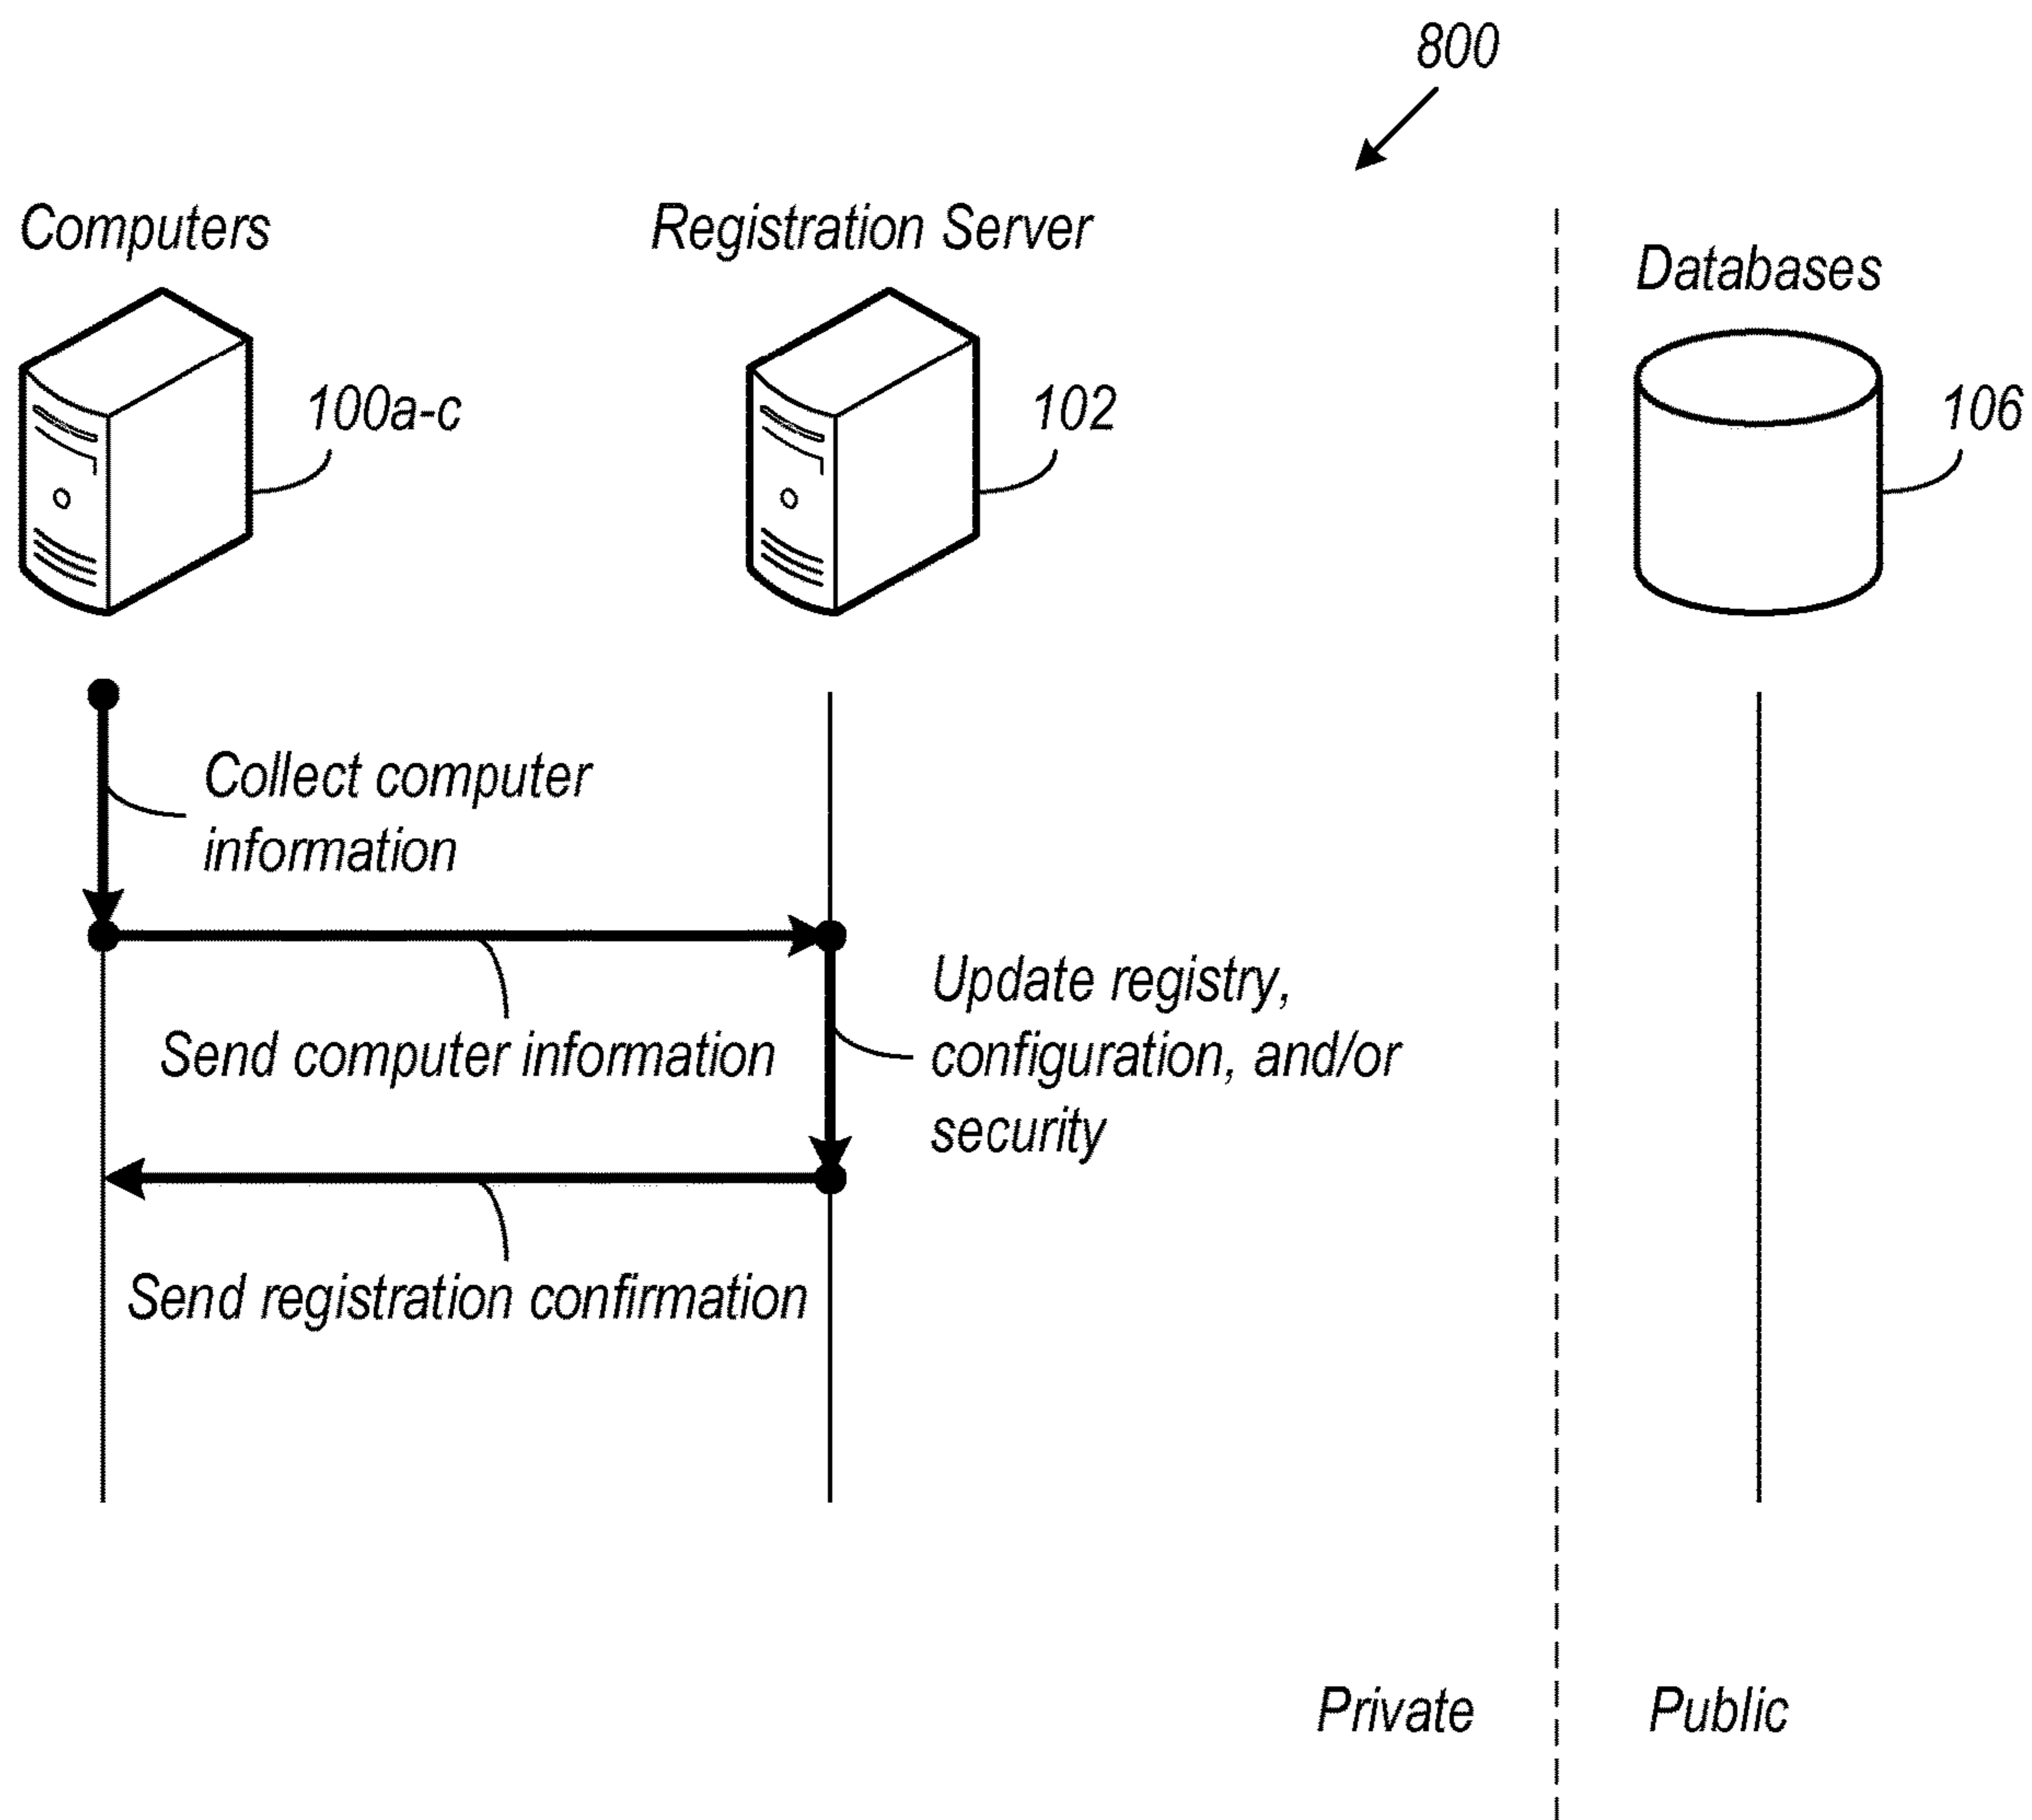 800
Computers
Registration Server
Databases
100a-c
102
106
Collect computer
information
Send computer information
Update registry,
configuration, and/or
security
Send registration confirmation
Private
Public